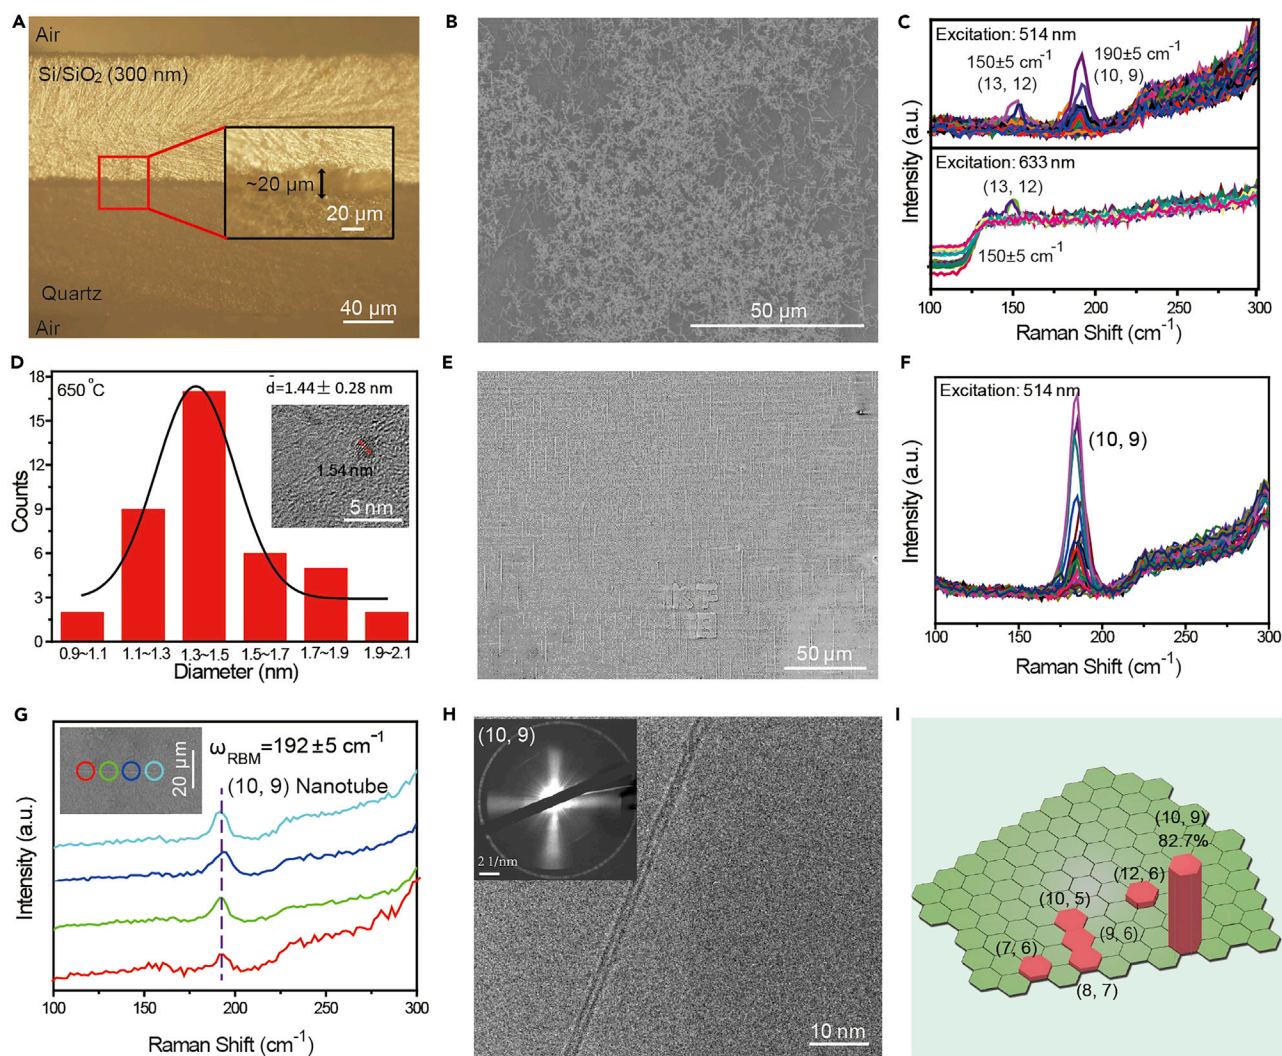 A
Air
Si/SiO₂ (300 nm)
~20 µm
20 µm
Quartz
40 µm
Air
B
50 µm
C
Excitation: 514 nm
150±5 cm⁻¹
(13, 12)
190±5 cm⁻¹
(10, 9)
Excitation: 633 nm
(13, 12)
150±5 cm⁻¹
Intensity (a.u.)
100 150 200 250 300
Raman Shift (cm⁻¹)
D
650 °C
d̄=1.44± 0.28 nm
1.54 nm
5 nm
Counts
18
15
12
9
6
3
0
0.9~1.1 1.1~1.3 1.3~1.5 1.5~1.7 1.7~1.9 1.9~2.1
Diameter (nm)
E
50 µm
F
Excitation: 514 nm
(10, 9)
Intensity (a.u.)
100 150 200 250 300
Raman Shift (cm⁻¹)
G
20 µm
ω_RBM=192±5 cm⁻¹
(10, 9) Nanotube
Intensity (a.u.)
100 150 200 250 300
Raman Shift (cm⁻¹)
H
(10, 9)
2 1/nm
10 nm
I
(10, 9)
82.7%
(12, 6)
(10, 5)
(9, 6)
(7, 6)
(8, 7)